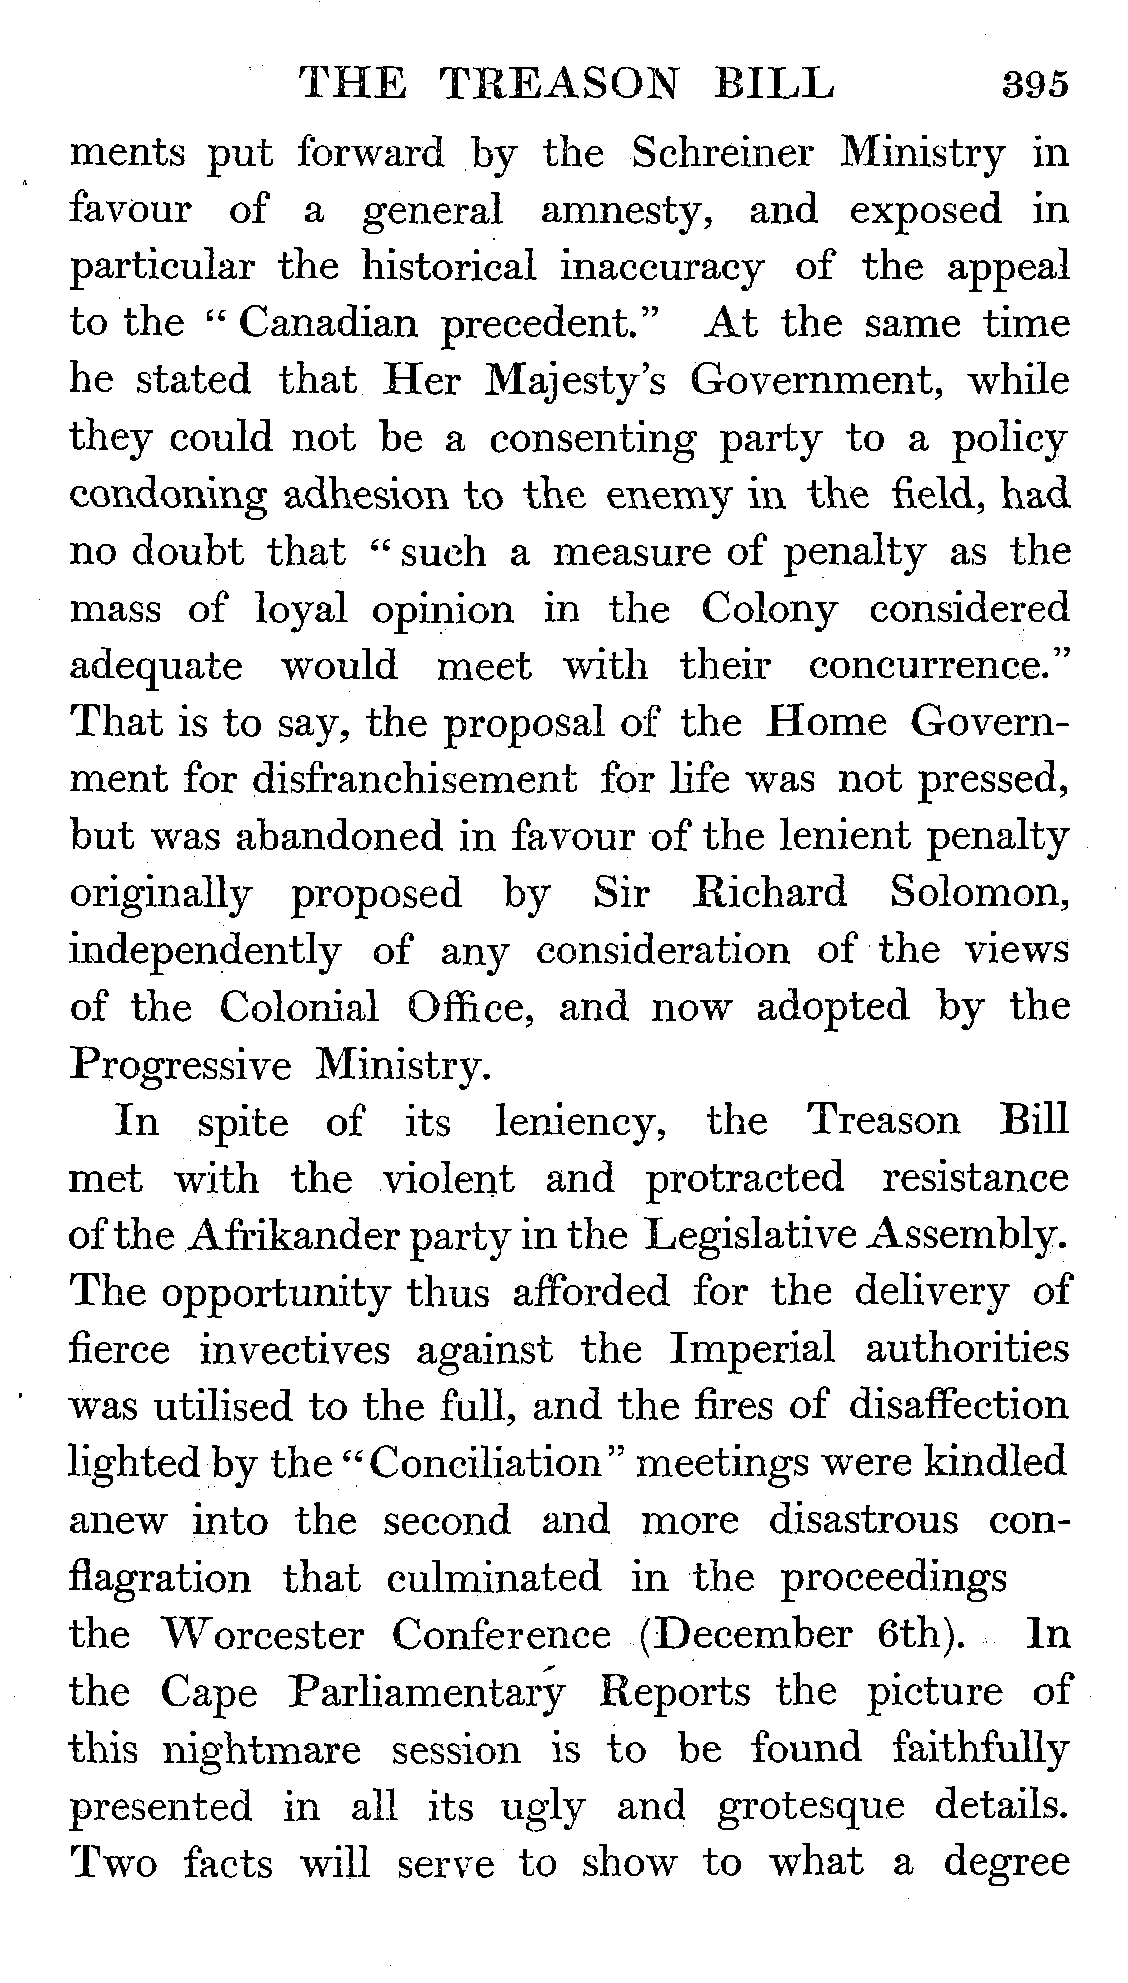 THE TREASON BILL 395
ments put forward by the Schreiner Ministry in
favour of a general amnesty, and exposed in
particular the historical inaccuracy of the appeal
to the “ Canadian precedent.” At the same time
he stated that Her Majesty’s Government, while
they could not be a consenting party to a policy
condoning adhesion to the enemy in the field, had
no doubt that “ such a measure of penalty as the
mass of loyal opinion in the Colony considered
adequate would meet with their concurrence.”
That is to say, the proposal of the Home Govern-
ment for disfranchisement for life was not pressed,
but was abandoned in favour of the lenient penalty
originally proposed by Sir Richard Solomon,
independently of any consideration of the views
of the Colonial Office, and now adopted by the
Progressive Ministry.
In spite of its leniency, the Treason Bill
met with the violent and protracted resistance
of the Afrikander party in the Legislative Assembly.
The opportunity thus afforded for the delivery of
fierce invectives against the Imperial authorities
was utilised to the full, and the fires of disaffection
lighted by the “Conciliation” meetings were kindled
anew into the second and more disastrous con-
flagration that culminated in the proceedings
the Worcester Conference (December 6th). In
the Cape Parliamentary Reports the picture of
this nightmare session is to be found faithfully
presented in all its ugly and grotesque details.
Two facts will serve to show to what a degree